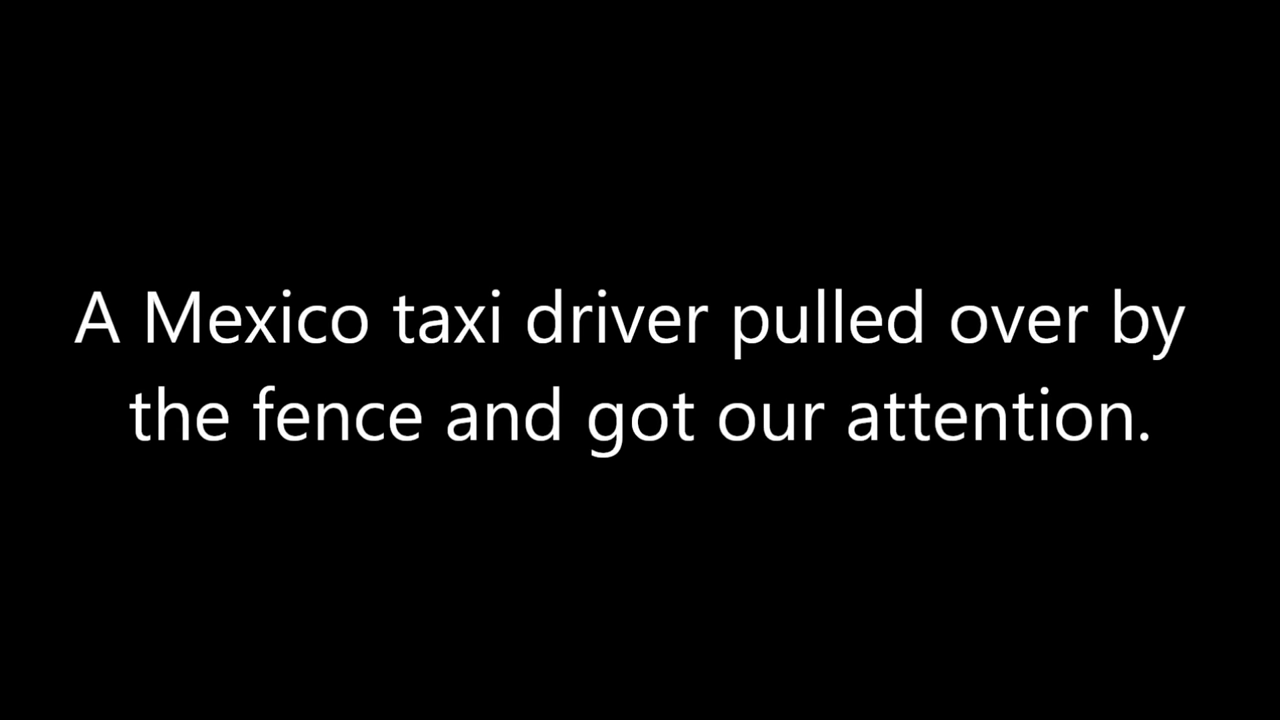 A Mexico taxi driver pulled over by
the fence and got our attention.